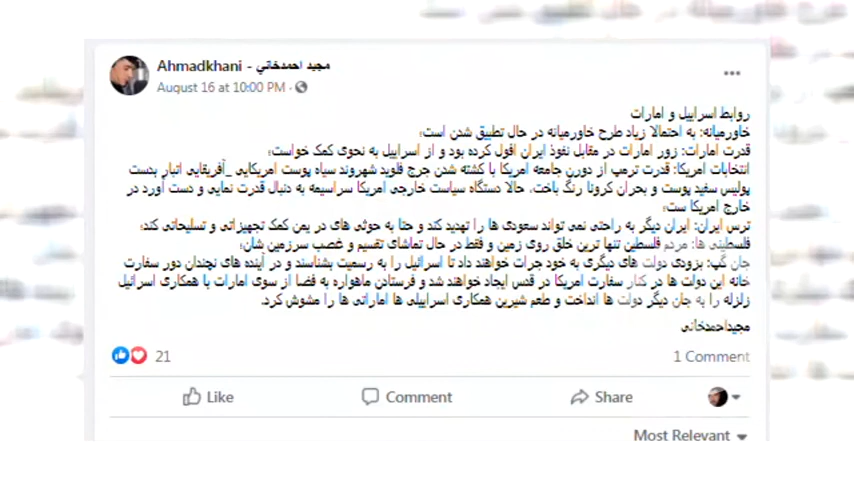 Ahmadkhani - مجید احمدخاني
August 16 at 10:00 PM
روابط اسراییل و امارات
خاورمیانه: به احتمالا زیاد طرح خاورمیانه در حال تطبیق شدن است؛
قدرت امارات: زور امارات در مقابل نفوذ ایران افول کرده بود و از اسراییل به نحوی کمک خواست؛
انتخابات امریکا: قدرت ترمپ از دورن جامعه امریکا با کشته شدن جرج فلوید شهروند سیاه پوست امریکایی _آفریقایی اتبار بدست
پولیس سفید پوست و بحران کرونا رنگ باخت، حالا دستگاه سیاست خارجی امریکا سراسیمه به دنبال قدرت نمایی و دست آورد در
خارج امریکا ست؛
ترس ایران: ایران دیگر به راحتی نمی تواند سعودی ها را تهدید کند و حتا به حوثی های در یمن کمک تجهیزاتی و تسلیحاتی کند؛
فلسطینی ها: مردم فلسطین تنها ترین خلق روی زمین و فقط در حال تماشای تقسیم و غصب سرزمین شان؛
جان گپ: بزودی دولت های دیگری به خود جرات خواهند داد تا اسرائیل را به رسمیت بشناسند و در آینده های نچندان دور سفارت
خانه این دولت ها در کنار سفارت امریکا در قدس ایجاد خواهند شد و فرستادن ماهواره به فضا از سوی امارات با همکاری اسرائیل
زلزله را به جان دیگر دولت ها انداخت و طعم شیرین همکاری اسراییلی ها اماراتی ها را مشوش کرد.
مجیداحمدخانی
21
1 Comment
Like
Comment
Share
Most Relevant